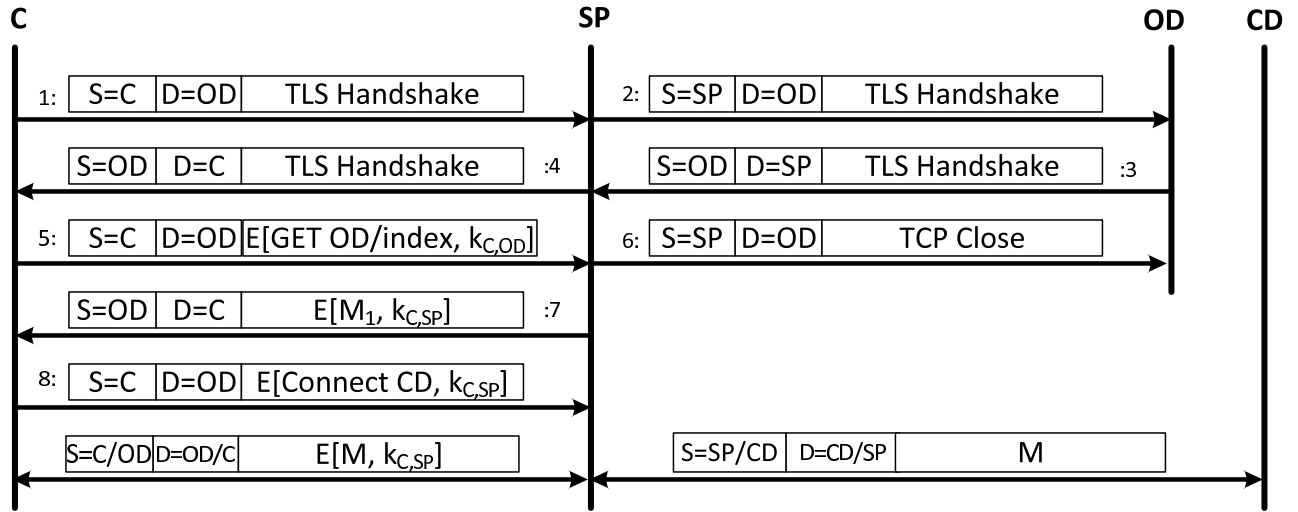 C SP OD CD
1: S=C D=OD TLS Handshake 2: S=SP D=OD TLS Handshake
S=OD D=C TLS Handshake :4 S=OD D=SP TLS Handshake :3
5: S=C D=OD E[GET OD/index, kC,OD] 6: S=SP D=OD TCP Close
S=OD D=C E[M1, kC,SP] :7
8: S=C D=OD E[Connect CD, kC,SP]
S=C/OD D=OD/C E[M, kC,SP] S=SP/CD D=CD/SP M